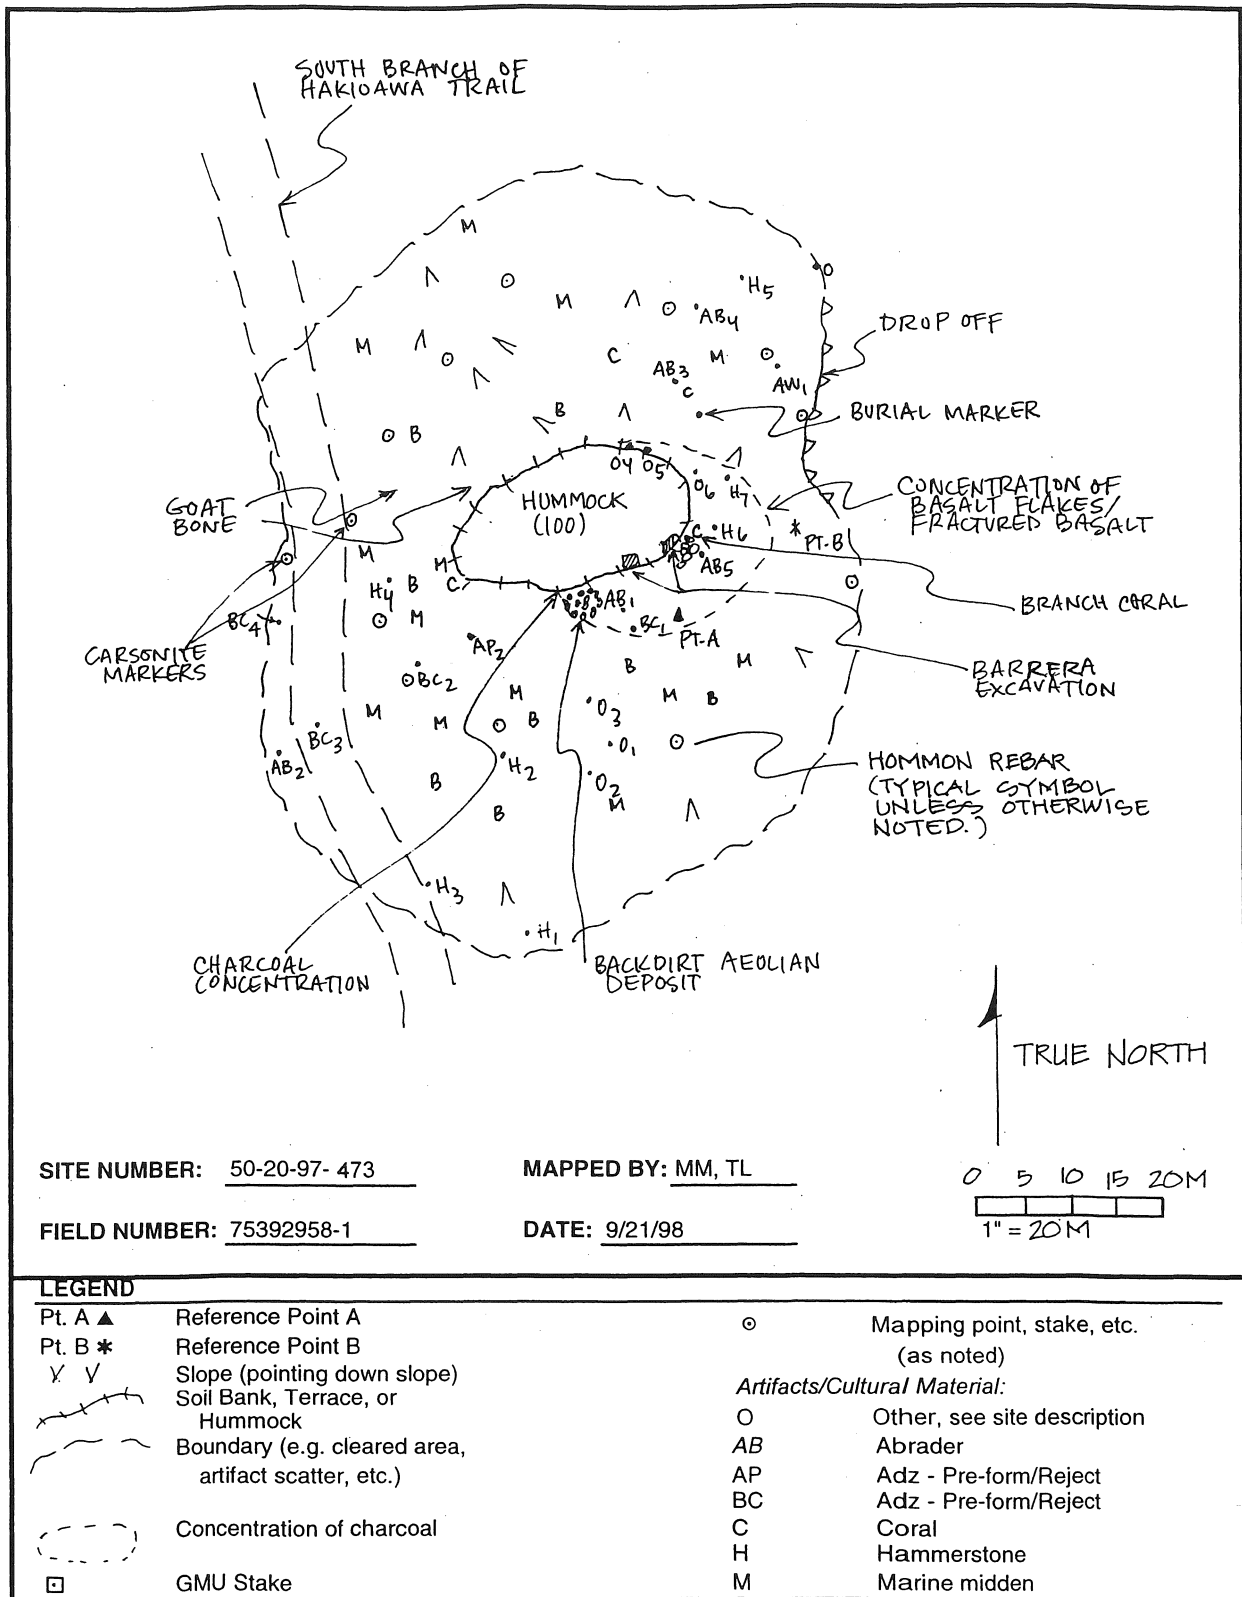 SOUTH BRANCH OF
HAKIOAWA TRAIL
M
O
H5
M
AB4
DROP OFF
M
C
M
AB3
C
AW1
BURIAL MARKER
B
B
O4 O5
O6
H7
CONCENTRATION OF
BASALT FLAKES/
FRACTURED BASALT
GOAT
BONE
HUMMOCK
(100)
C
H6
PT-B
M
M
AB5
H4
B
C
BRANCH CORAL
BC4
M
AB1
BC1
PT-A
CARSONITE
MARKERS
AP2
B
M
BARRERA
EXCAVATION
BC2
M
M
B
O3
M
M
B
BC3
O1
AB2
H2
HOMMON REBAR
(TYPICAL SYMBOL
UNLESS OTHERWISE
NOTED.)
B
O2
M
B
H3
H1
CHARCOAL
CONCENTRATION
BACKDIRT AEOLIAN
DEPOSIT
TRUE NORTH
SITE NUMBER: 50-20-97- 473
MAPPED BY: MM, TL
0 5 10 15 20M
FIELD NUMBER: 75392958-1
DATE: 9/21/98
1" = 20M
LEGEND
Pt. A ▲ Reference Point A
Pt. B * Reference Point B
Slope (pointing down slope)
Soil Bank, Terrace, or
Hummock
Boundary (e.g. cleared area,
artifact scatter, etc.)
Concentration of charcoal
GMU Stake
Mapping point, stake, etc.
(as noted)
Artifacts/Cultural Material:
O Other, see site description
AB Abrader
AP Adz - Pre-form/Reject
BC Adz - Pre-form/Reject
C Coral
H Hammerstone
M Marine midden